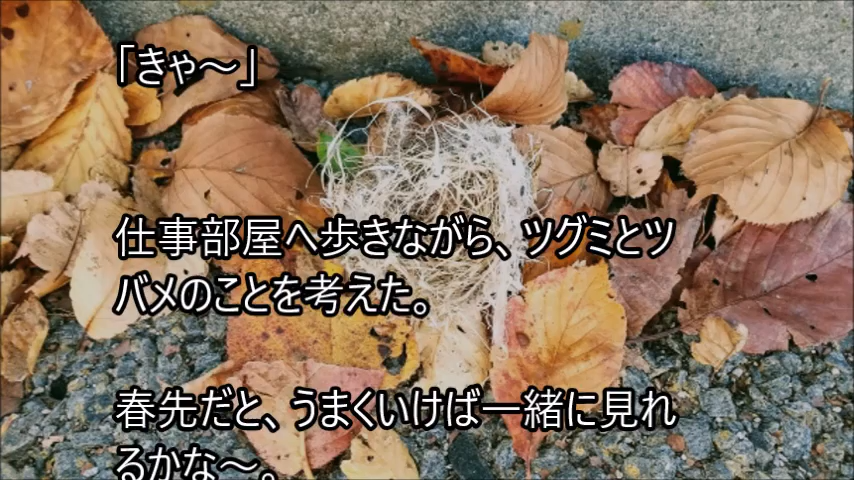 「きゃ〜」
仕事部屋へ歩きながら、ツグミとツ
バメのことを考えた。
春先だと、うまくいけば一緒に見れ
るかな〜。